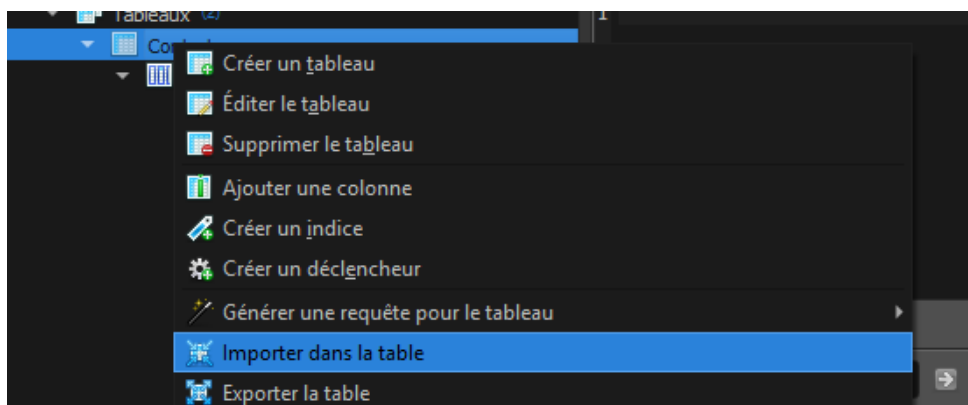 Tableaux (2)
1
Créer un tableau
Éditer le tableau
Supprimer le tableau
Ajouter une colonne
Créer un indice
Créer un déclencheur
Générer une requête pour le tableau
Importer dans la table
Exporter la table